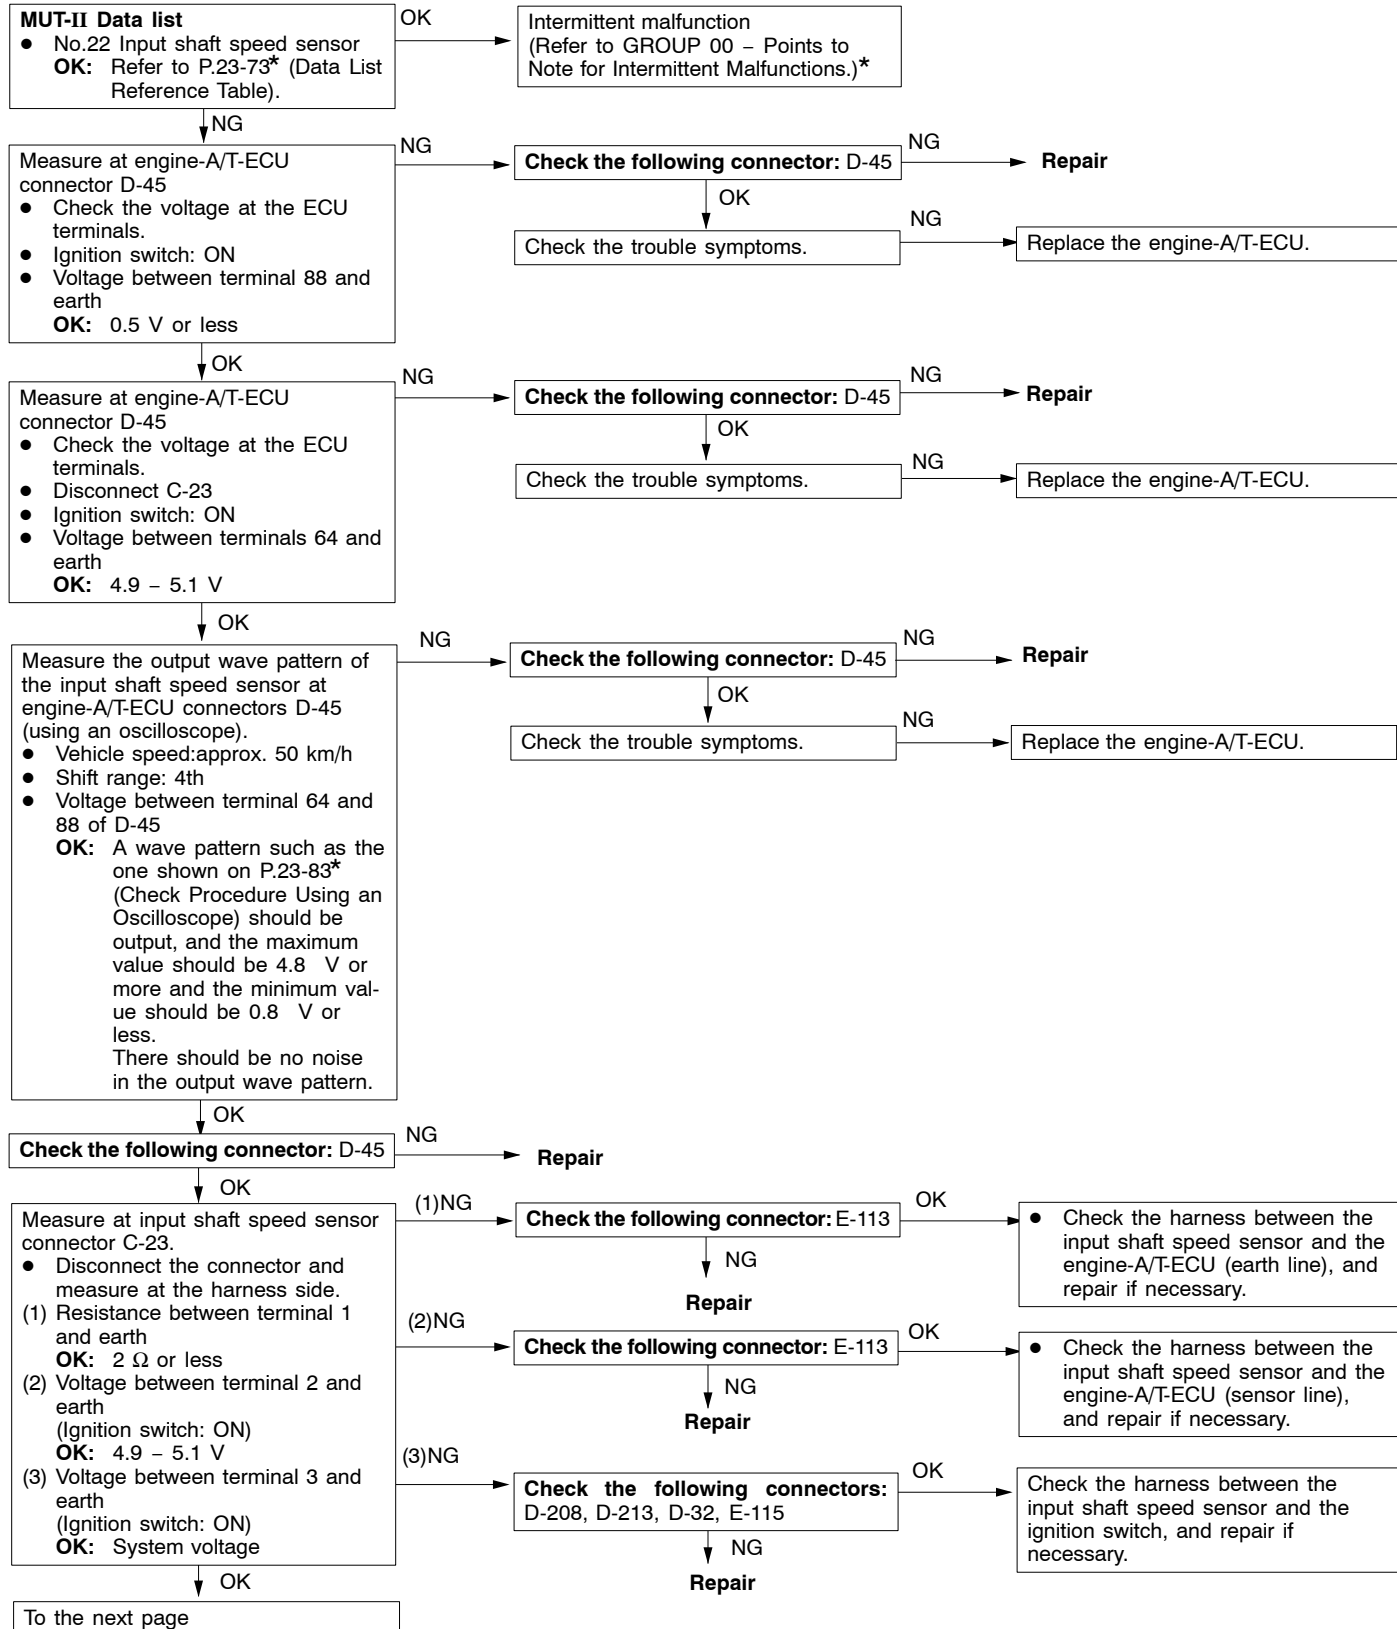 MUT-II Data list
● No.22 Input shaft speed sensor
OK: Refer to P.23-73* (Data List
Reference Table).
OK
Intermittent malfunction
(Refer to GROUP 00 – Points to
Note for Intermittent Malfunctions.)*
NG
Measure at engine-A/T-ECU
connector D-45
● Check the voltage at the ECU
terminals.
● Ignition switch: ON
● Voltage between terminal 88 and
earth
OK: 0.5 V or less
NG
Check the following connector: D-45
NG
Repair
OK
Check the trouble symptoms.
NG
Replace the engine-A/T-ECU.
OK
Measure at engine-A/T-ECU
connector D-45
● Check the voltage at the ECU
terminals.
● Disconnect C-23
● Ignition switch: ON
● Voltage between terminals 64 and
earth
OK: 4.9 – 5.1 V
NG
Check the following connector: D-45
NG
Repair
OK
Check the trouble symptoms.
NG
Replace the engine-A/T-ECU.
OK
Measure the output wave pattern of
the input shaft speed sensor at
engine-A/T-ECU connectors D-45
(using an oscilloscope).
● Vehicle speed:approx. 50 km/h
● Shift range: 4th
● Voltage between terminal 64 and
88 of D-45
OK: A wave pattern such as the
one shown on P.23-83*
(Check Procedure Using an
Oscilloscope) should be
output, and the maximum
value should be 4.8 V or
more and the minimum val-
ue should be 0.8 V or
less.
There should be no noise
in the output wave pattern.
NG
Check the following connector: D-45
NG
Repair
OK
Check the trouble symptoms.
NG
Replace the engine-A/T-ECU.
OK
Check the following connector: D-45
NG
Repair
OK
Measure at input shaft speed sensor
connector C-23.
● Disconnect the connector and
measure at the harness side.
(1) Resistance between terminal 1
and earth
OK: 2 Ω or less
(2) Voltage between terminal 2 and
earth
(Ignition switch: ON)
OK: 4.9 – 5.1 V
(3) Voltage between terminal 3 and
earth
(Ignition switch: ON)
OK: System voltage
(1)NG
Check the following connector: E-113
OK
● Check the harness between the
input shaft speed sensor and the
engine-A/T-ECU (earth line), and
repair if necessary.
NG
Repair
(2)NG
Check the following connector: E-113
OK
● Check the harness between the
input shaft speed sensor and the
engine-A/T-ECU (sensor line),
and repair if necessary.
NG
Repair
(3)NG
Check the following connectors:
D-208, D-213, D-32, E-115
OK
Check the harness between the
input shaft speed sensor and the
ignition switch, and repair if
necessary.
NG
Repair
OK
To the next page